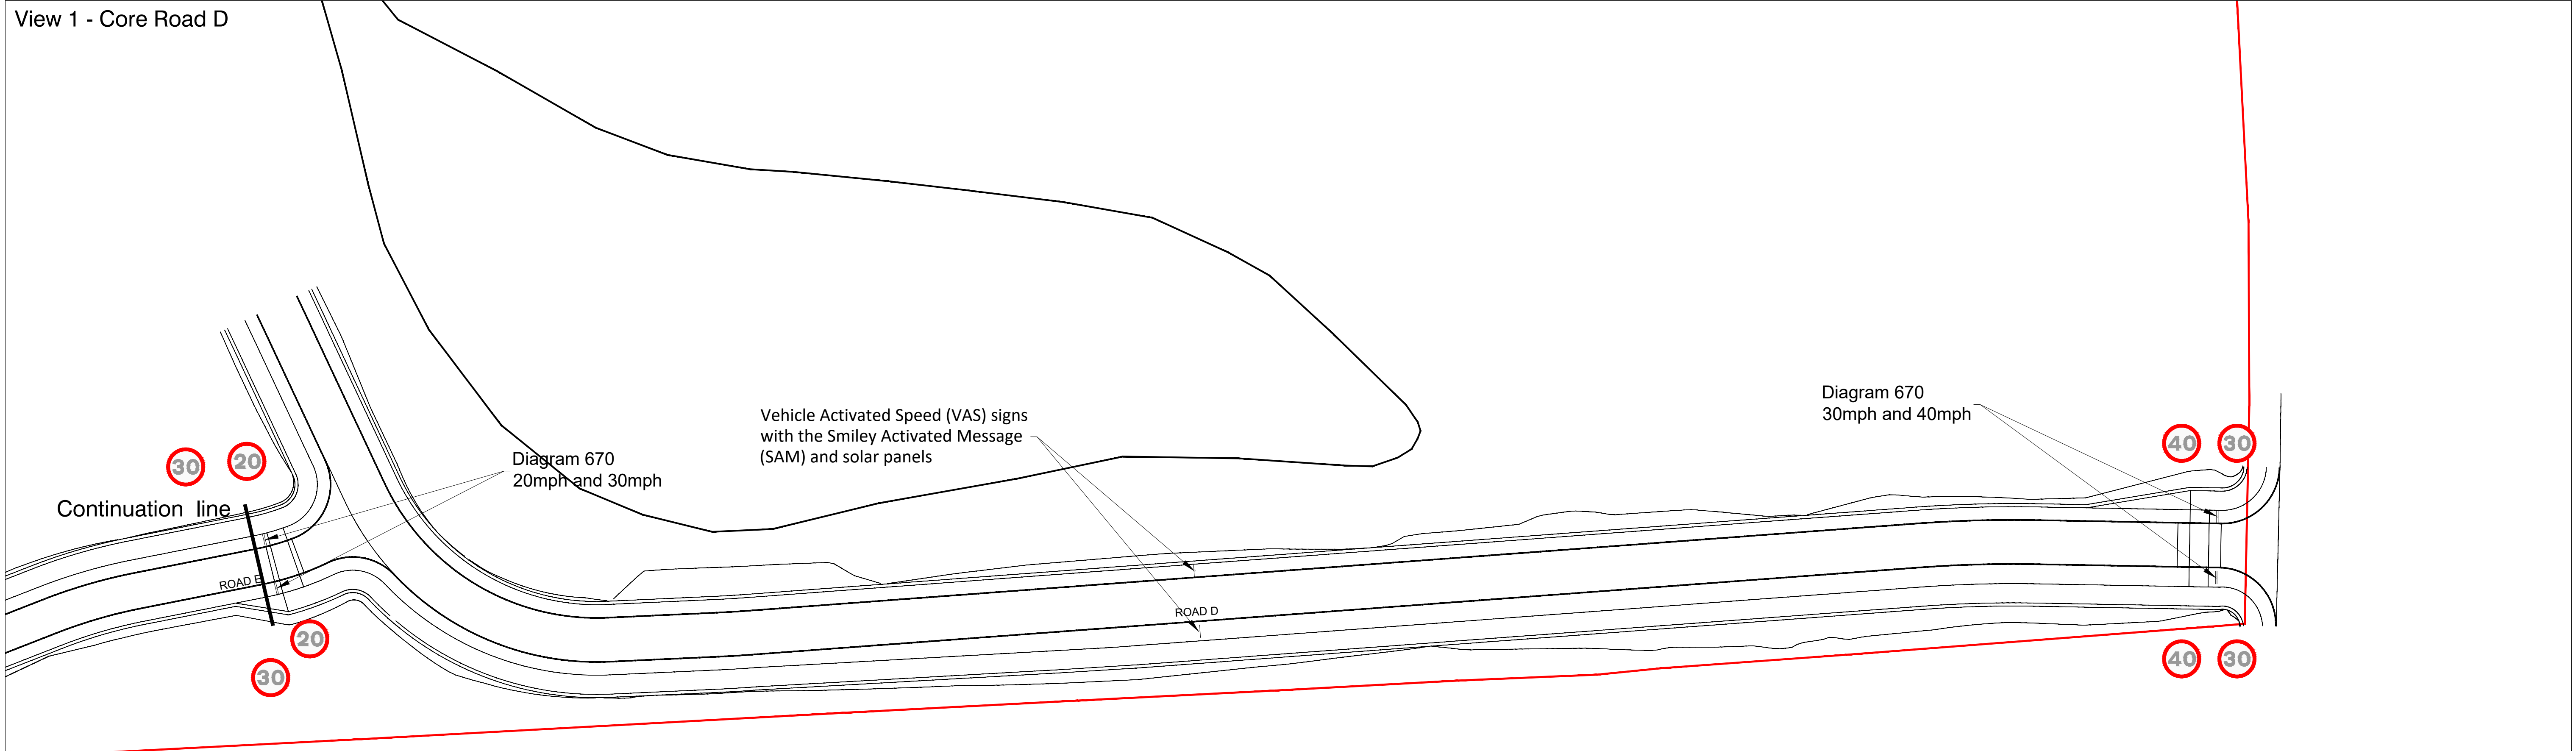 View 1 - Core Road D
Diagram 670
30mph and 40mph
Vehicle Activated Speed (VAS) signs
with the Smiley Activated Message
(SAM) and solar panels
40 30
30 20
Diagram 670
20mph and 30mph
Continuation line
ROAD E
ROAD D
20
30
40 30